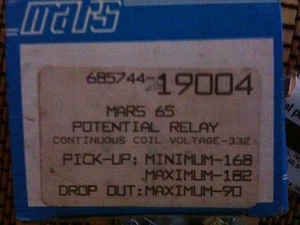 mars
685744-19004
MARS 65
POTENTIAL RELAY
CONTINUOUS COIL VOLTAGE-332
PICK-UP: MINIMUM-168
MAXIMUM-182
DROP OUT: MAXIMUM-90